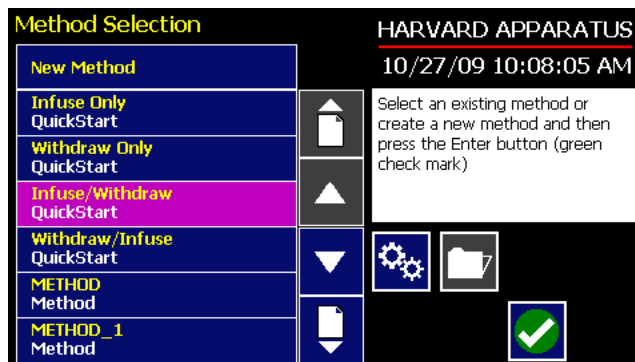 Method Selection
New Method
Infuse Only
QuickStart
Withdraw Only
QuickStart
Infuse/Withdraw
QuickStart
Withdraw/Infuse
QuickStart
METHOD
Method
METHOD_1
Method
HARVARD APPARATUS
10/27/09 10:08:05 AM
Select an existing method or
create a new method and then
press the Enter button (green
check mark)